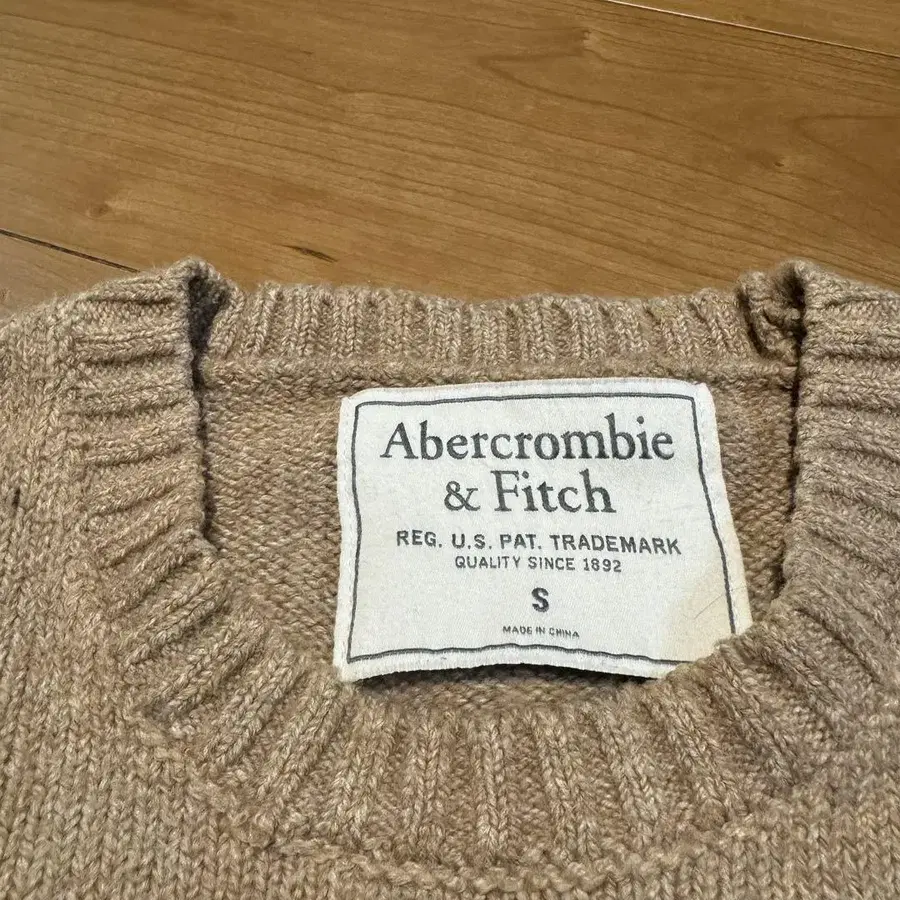 Abercrombie
& Fitch
REG. U.S. PAT. TRADEMARK
QUALITY SINCE 1892
S
MADE IN CHINA